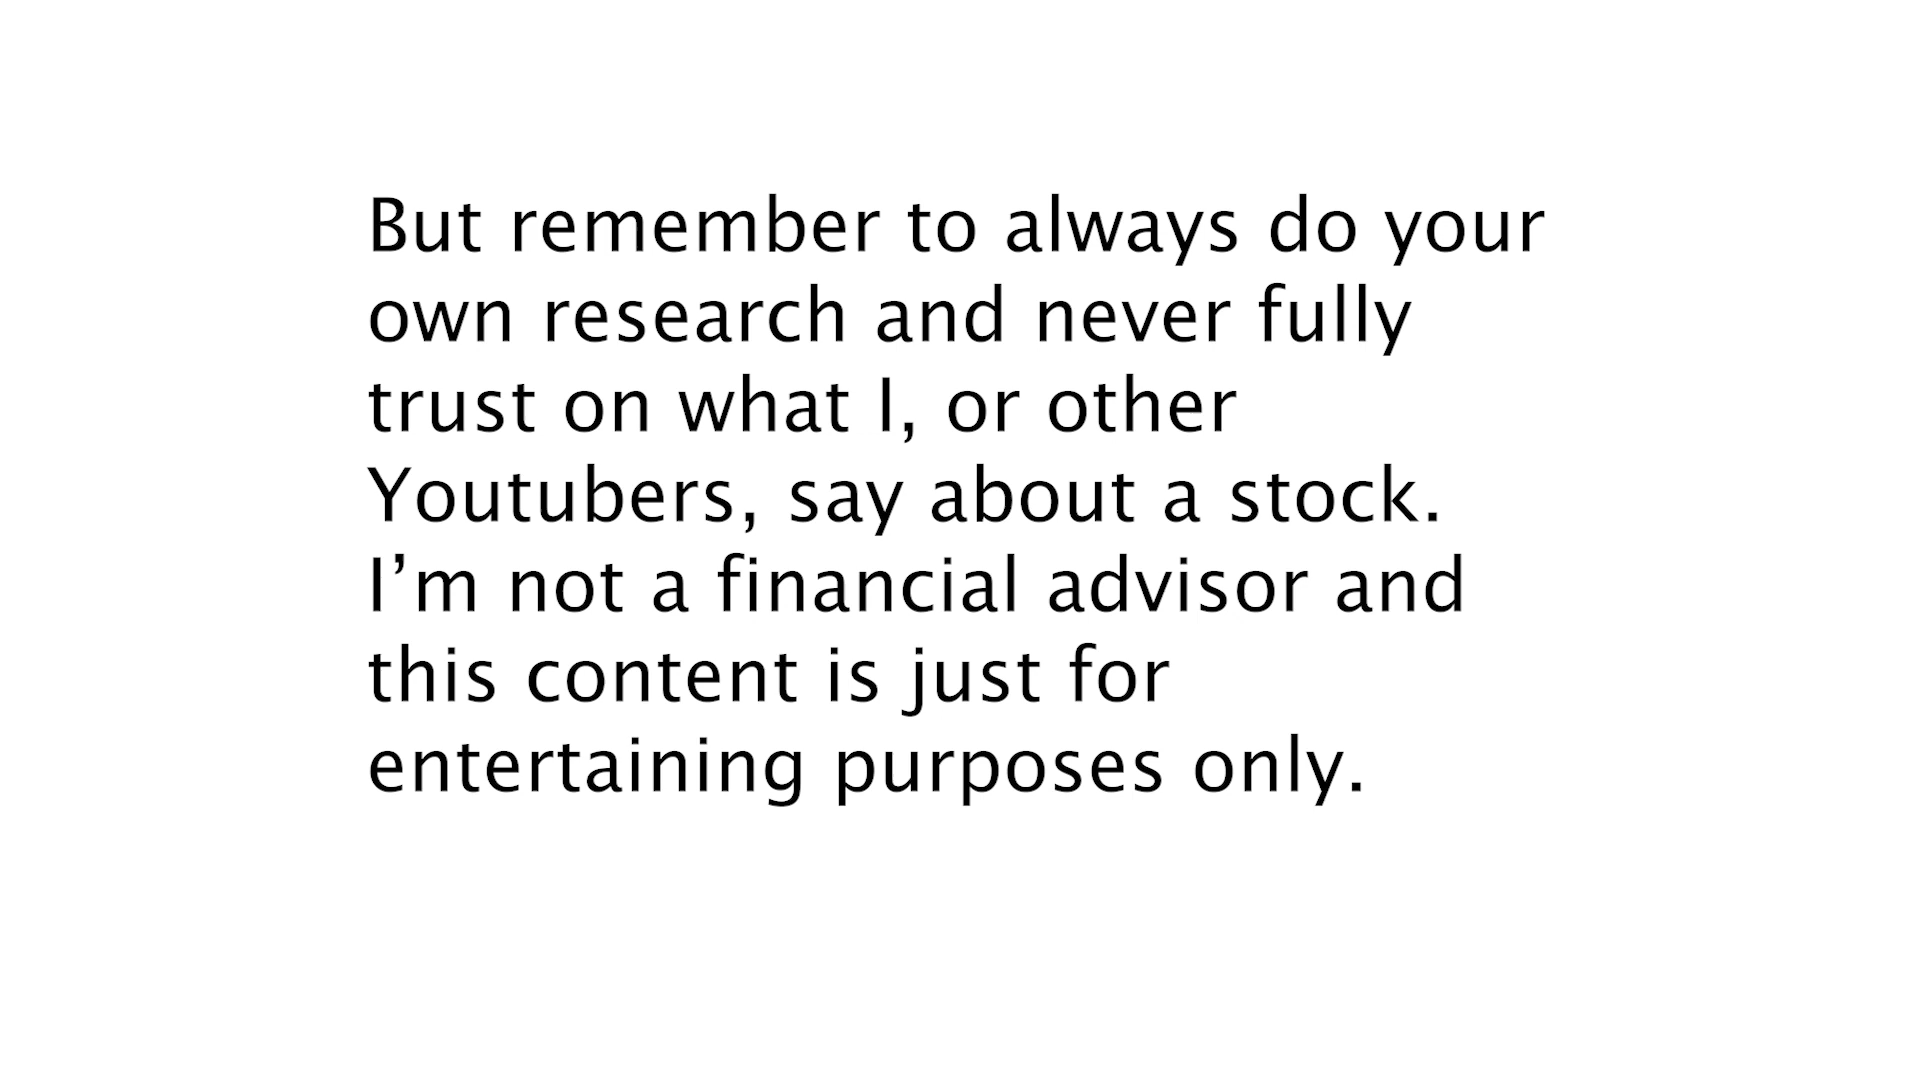 But remember to always do your
own research and never fully
trust on what I, or other
Youtubers, say about a stock.
I’m not a financial advisor and
this content is just for
entertaining purposes only.